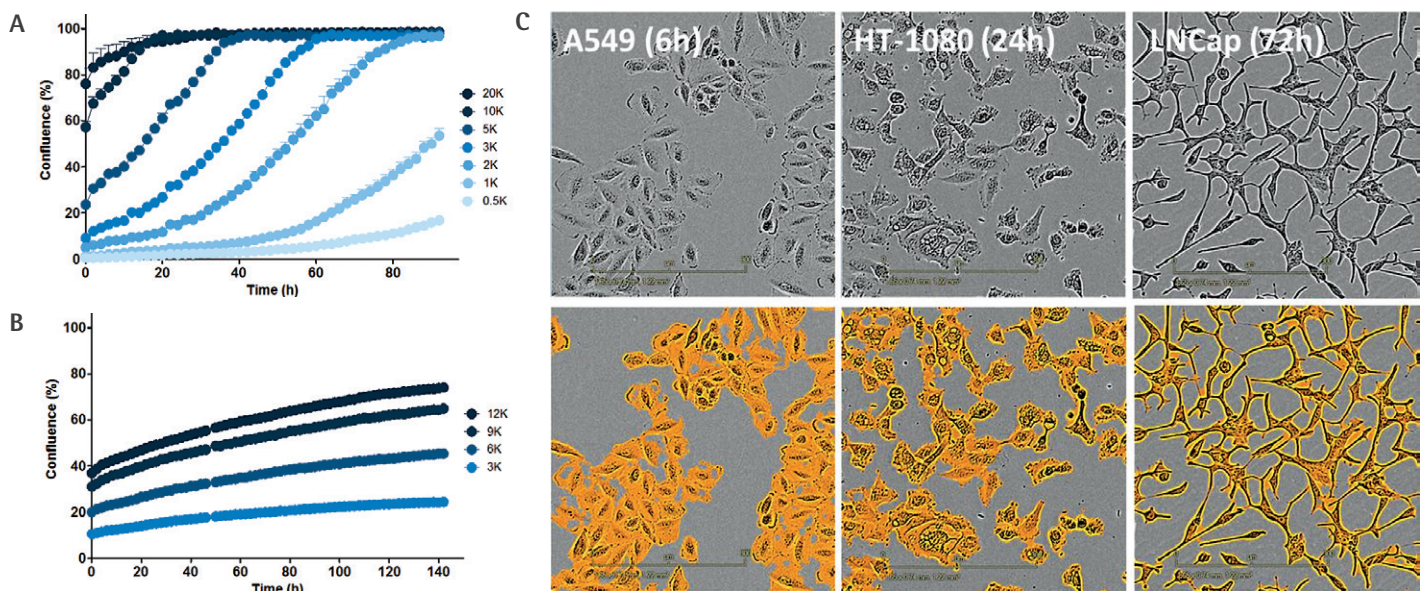 A
Confluence (%)
100
80
60
40
20
0
0 20 40 60 80
Time (h)
20K
10K
5K
3K
2K
1K
0.5K
B
Confluence (%)
100
80
60
40
20
0
0 20 40 60 80 100 120 140
Time (h)
12K
9K
6K
3K
C
A549 (6h)
HT-1080 (24h)
LNCap (72h)